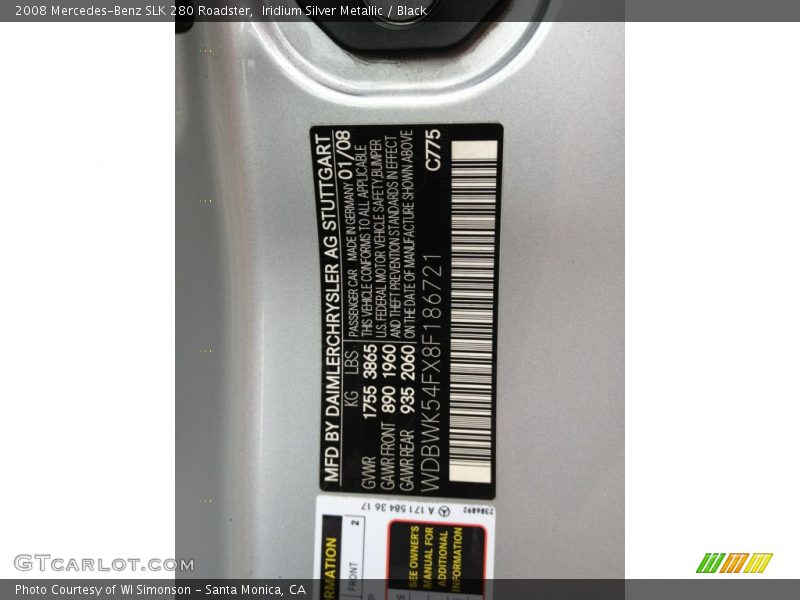 2008 Mercedes-Benz SLK 280 Roadster, Iridium Silver Metallic / Black
MFD BY DAIMLERCHRYSLER AG STUTTGART
KG LBS PASSENGER CAR MADE IN GERMANY 01/08
GVWR 1755 3865 THIS VEHICLE CONFORMS TO ALL APPLICABLE
U.S. FEDERAL MOTOR VEHICLE SAFETY, BUMPER
GAWR FRONT 890 1960 AND THEFT PREVENTION STANDARDS IN EFFECT
GAWR REAR 935 2060 ON THE DATE OF MANUFACTURE SHOWN ABOVE
WDBWK54FX8F186721 C775
A 171 584 36 17
2386892
2
FRONT
SEE OWNER'S
MANUAL FOR
ADDITIONAL
INFORMATION
GTCARLOT.COM
Photo Courtesy of WI Simonson - Santa Monica, CA